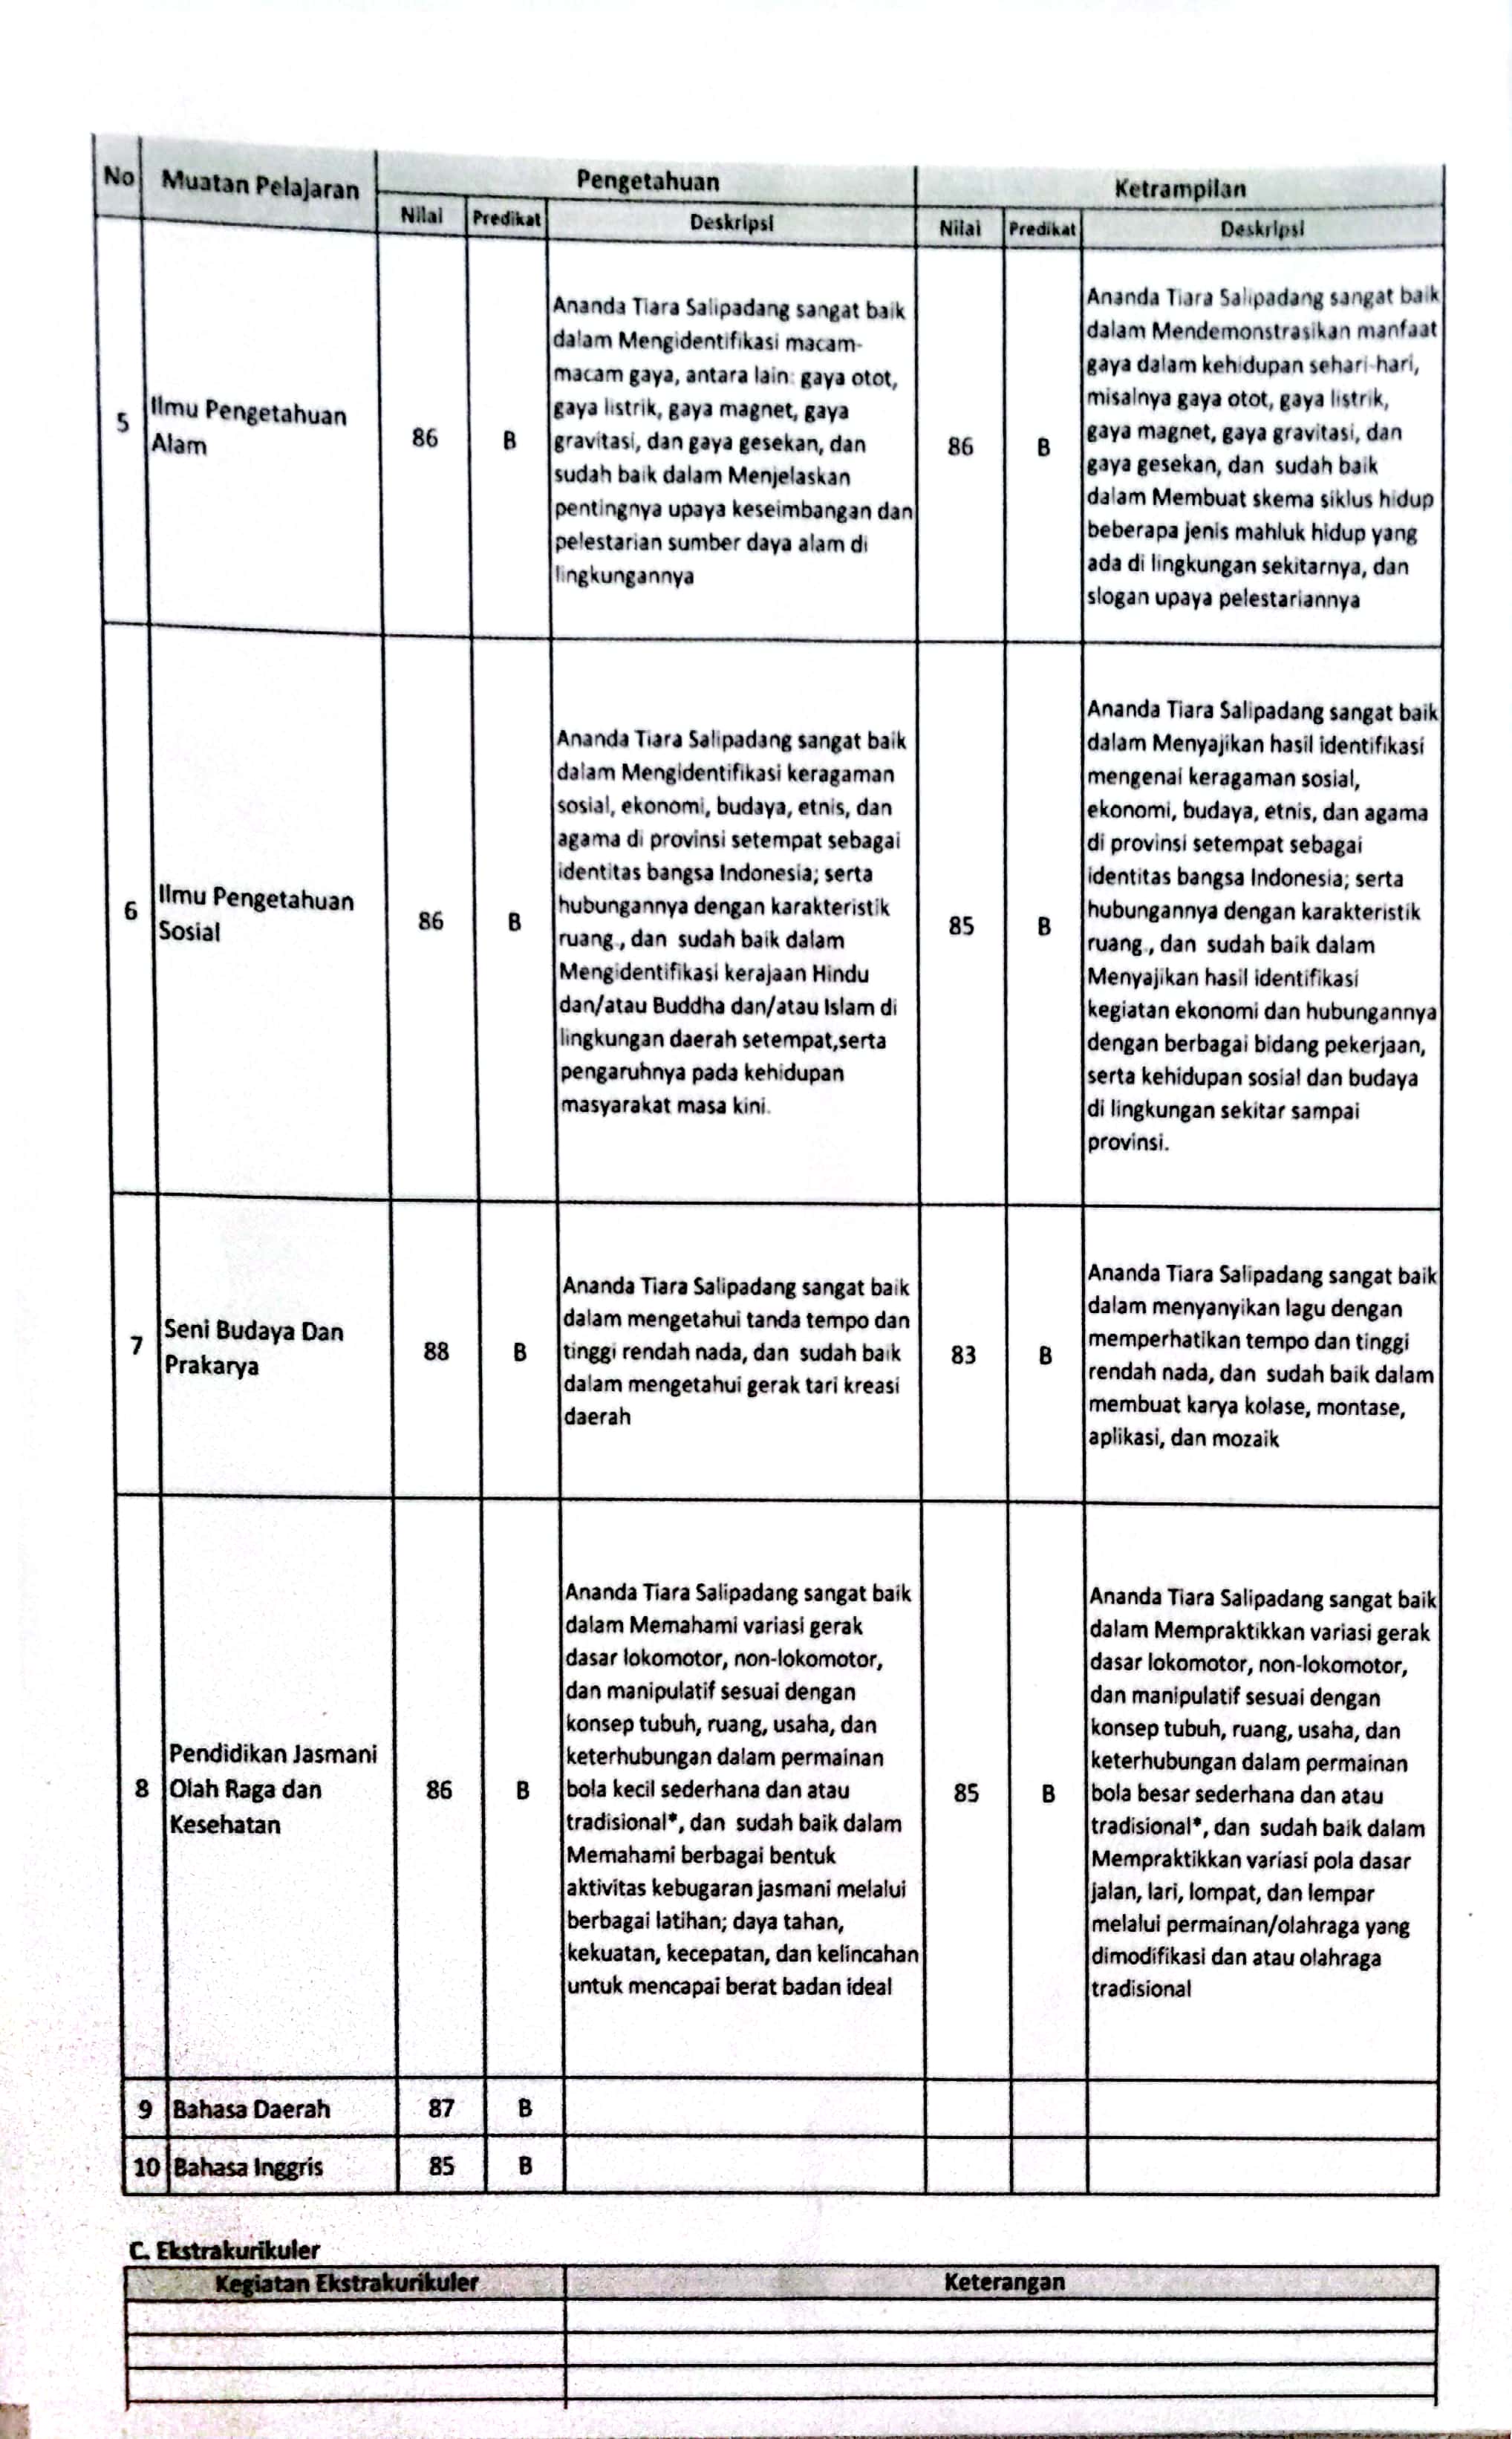 No Muatan Pelajaran Pengetahuan Ketrampilan
Nilai Predikat Deskripsi Nilai Predikat Deskripsi
5
Ilmu Pengetahuan
Alam
86
B
Ananda Tiara Salipadang sangat baik
dalam Mengidentifikasi macam-
macam gaya, antara lain: gaya otot,
gaya listrik, gaya magnet, gaya
gravitasi, dan gaya gesekan, dan
sudah baik dalam Menjelaskan
pentingnya upaya keseimbangan dan
pelestarian sumber daya alam di
lingkungannya
86
B
Ananda Tiara Salipadang sangat baik
dalam Mendemonstrasikan manfaat
gaya dalam kehidupan sehari-hari,
misalnya gaya otot, gaya listrik,
gaya magnet, gaya gravitasi, dan
gaya gesekan, dan sudah baik
dalam Membuat skema siklus hidup
beberapa jenis mahluk hidup yang
ada di lingkungan sekitarnya, dan
slogan upaya pelestariannya
6
Ilmu Pengetahuan
Sosial
86
B
Ananda Tiara Salipadang sangat baik
dalam Mengidentifikasi keragaman
sosial, ekonomi, budaya, etnis, dan
agama di provinsi setempat sebagai
identitas bangsa Indonesia; serta
hubungannya dengan karakteristik
ruang., dan sudah baik dalam
Mengidentifikasi kerajaan Hindu
dan/atau Buddha dan/atau Islam di
lingkungan daerah setempat,serta
pengaruhnya pada kehidupan
masyarakat masa kini.
85
B
Ananda Tiara Salipadang sangat baik
dalam Menyajikan hasil identifikasi
mengenai keragaman sosial,
ekonomi, budaya, etnis, dan agama
di provinsi setempat sebagai
identitas bangsa Indonesia; serta
hubungannya dengan karakteristik
ruang., dan sudah baik dalam
Menyajikan hasil identifikasi
kegiatan ekonomi dan hubungannya
dengan berbagai bidang pekerjaan,
serta kehidupan sosial dan budaya
di lingkungan sekitar sampai
provinsi.
7
Seni Budaya Dan
Prakarya
88
B
Ananda Tiara Salipadang sangat baik
dalam mengetahui tanda tempo dan
tinggi rendah nada, dan sudah baik
dalam mengetahui gerak tari kreasi
daerah
83
B
Ananda Tiara Salipadang sangat baik
dalam menyanyikan lagu dengan
memperhatikan tempo dan tinggi
rendah nada, dan sudah baik dalam
membuat karya kolase, montase,
aplikasi, dan mozaik
8
Pendidikan Jasmani
Olah Raga dan
Kesehatan
86
B
Ananda Tiara Salipadang sangat baik
dalam Memahami variasi gerak
dasar lokomotor, non-lokomotor,
dan manipulatif sesuai dengan
konsep tubuh, ruang, usaha, dan
keterhubungan dalam permainan
bola kecil sederhana dan atau
tradisional*, dan sudah baik dalam
Memahami berbagai bentuk
aktivitas kebugaran jasmani melalui
berbagai latihan; daya tahan,
kekuatan, kecepatan, dan kelincahan
untuk mencapai berat badan ideal
85
B
Ananda Tiara Salipadang sangat baik
dalam Mempraktikkan variasi gerak
dasar lokomotor, non-lokomotor,
dan manipulatif sesuai dengan
konsep tubuh, ruang, usaha, dan
keterhubungan dalam permainan
bola besar sederhana dan atau
tradisional*, dan sudah baik dalam
Mempraktikkan variasi pola dasar
jalan, lari, lompat, dan lempar
melalui permainan/olahraga yang
dimodifikasi dan atau olahraga
tradisional
9 Bahasa Daerah 87 B
10 Bahasa Inggris 85 B
C. Ekstrakurikuler
Kegiatan Ekstrakurikuler Keterangan